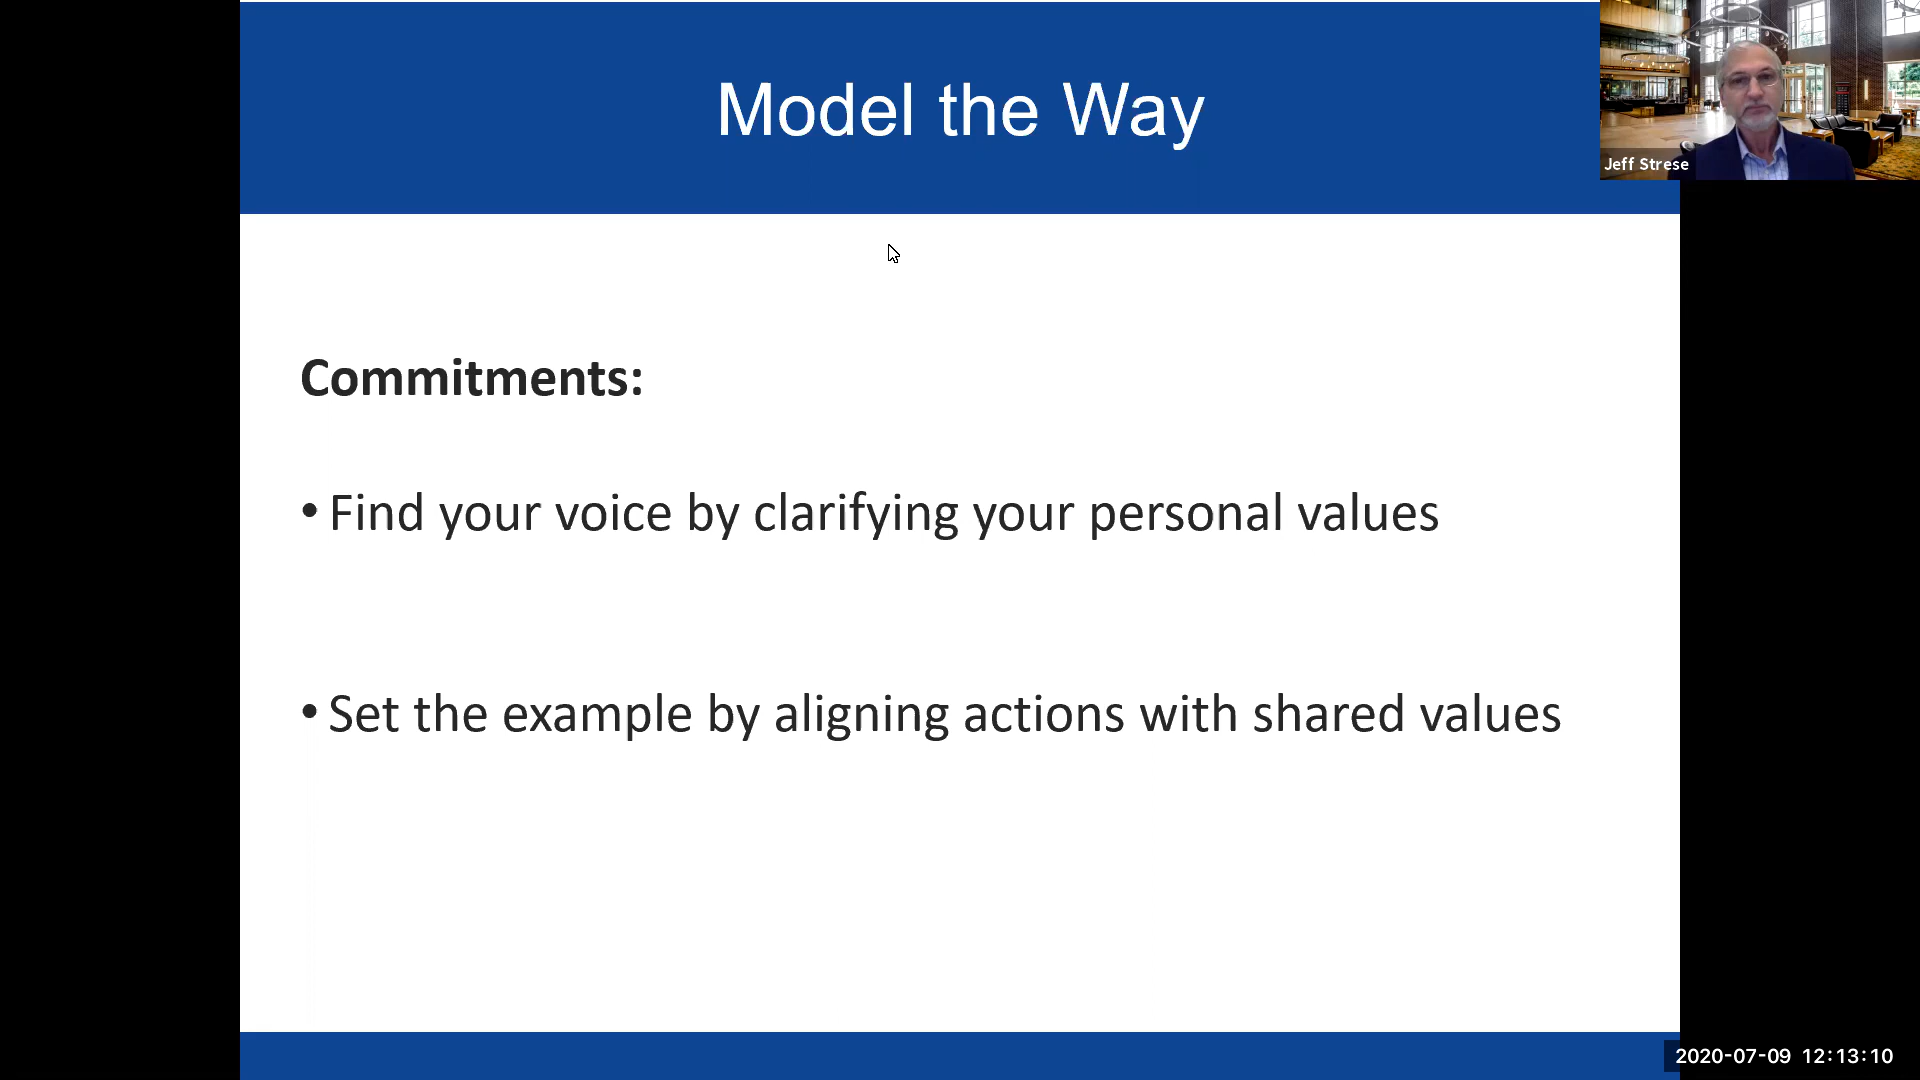 Model the Way
Jeff Strese
Commitments:
• Find your voice by clarifying your personal values
• Set the example by aligning actions with shared values
2020-07-09 12:13:10